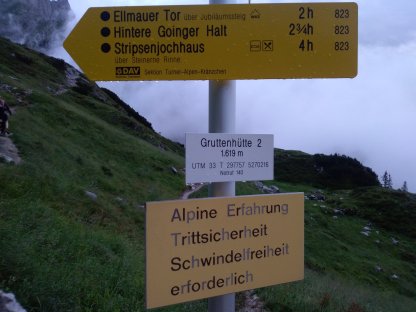 Ellmauer Tor über Jubiläumssteig 2 h 823
Hintere Goinger Halt 2¾ h 823
Stripsenjochhaus 4 h 823
über Steinerne Rinne
DAV Sektion Turner-Alpen-Kränzchen
Gruttenhütte 2
1.619 m
UTM 33 T 297757 5270216
Notruf 140
Alpine Erfahrung
Trittsicherheit
Schwindelfreiheit
erforderlich